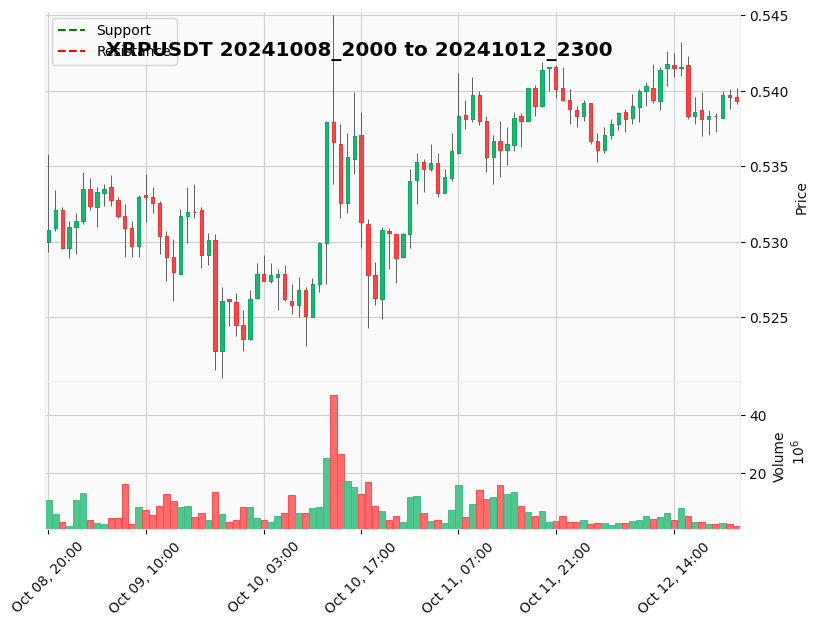 Support
Resistance
XRPUSDT 20241008_2000 to 20241012_2300
0.545
0.540
0.535
0.530
0.525
Price
40
20
Volume
10^6
Oct 08, 20:00
Oct 09, 10:00
Oct 10, 03:00
Oct 10, 17:00
Oct 11, 07:00
Oct 11, 21:00
Oct 12, 14:00